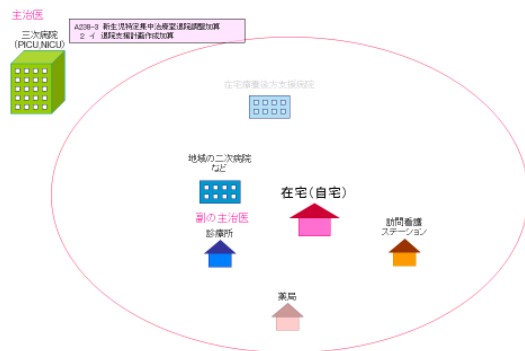 主治医
三次病院
(PICU,NICU)
A238-3 新生児特定集中治療室退院調整加算
2 イ 退院支援計画作成加算
在宅療養後方支援病院
地域の二次病院
など
副の主治医
診療所
在宅(自宅)
訪問看護
ステーション
薬局